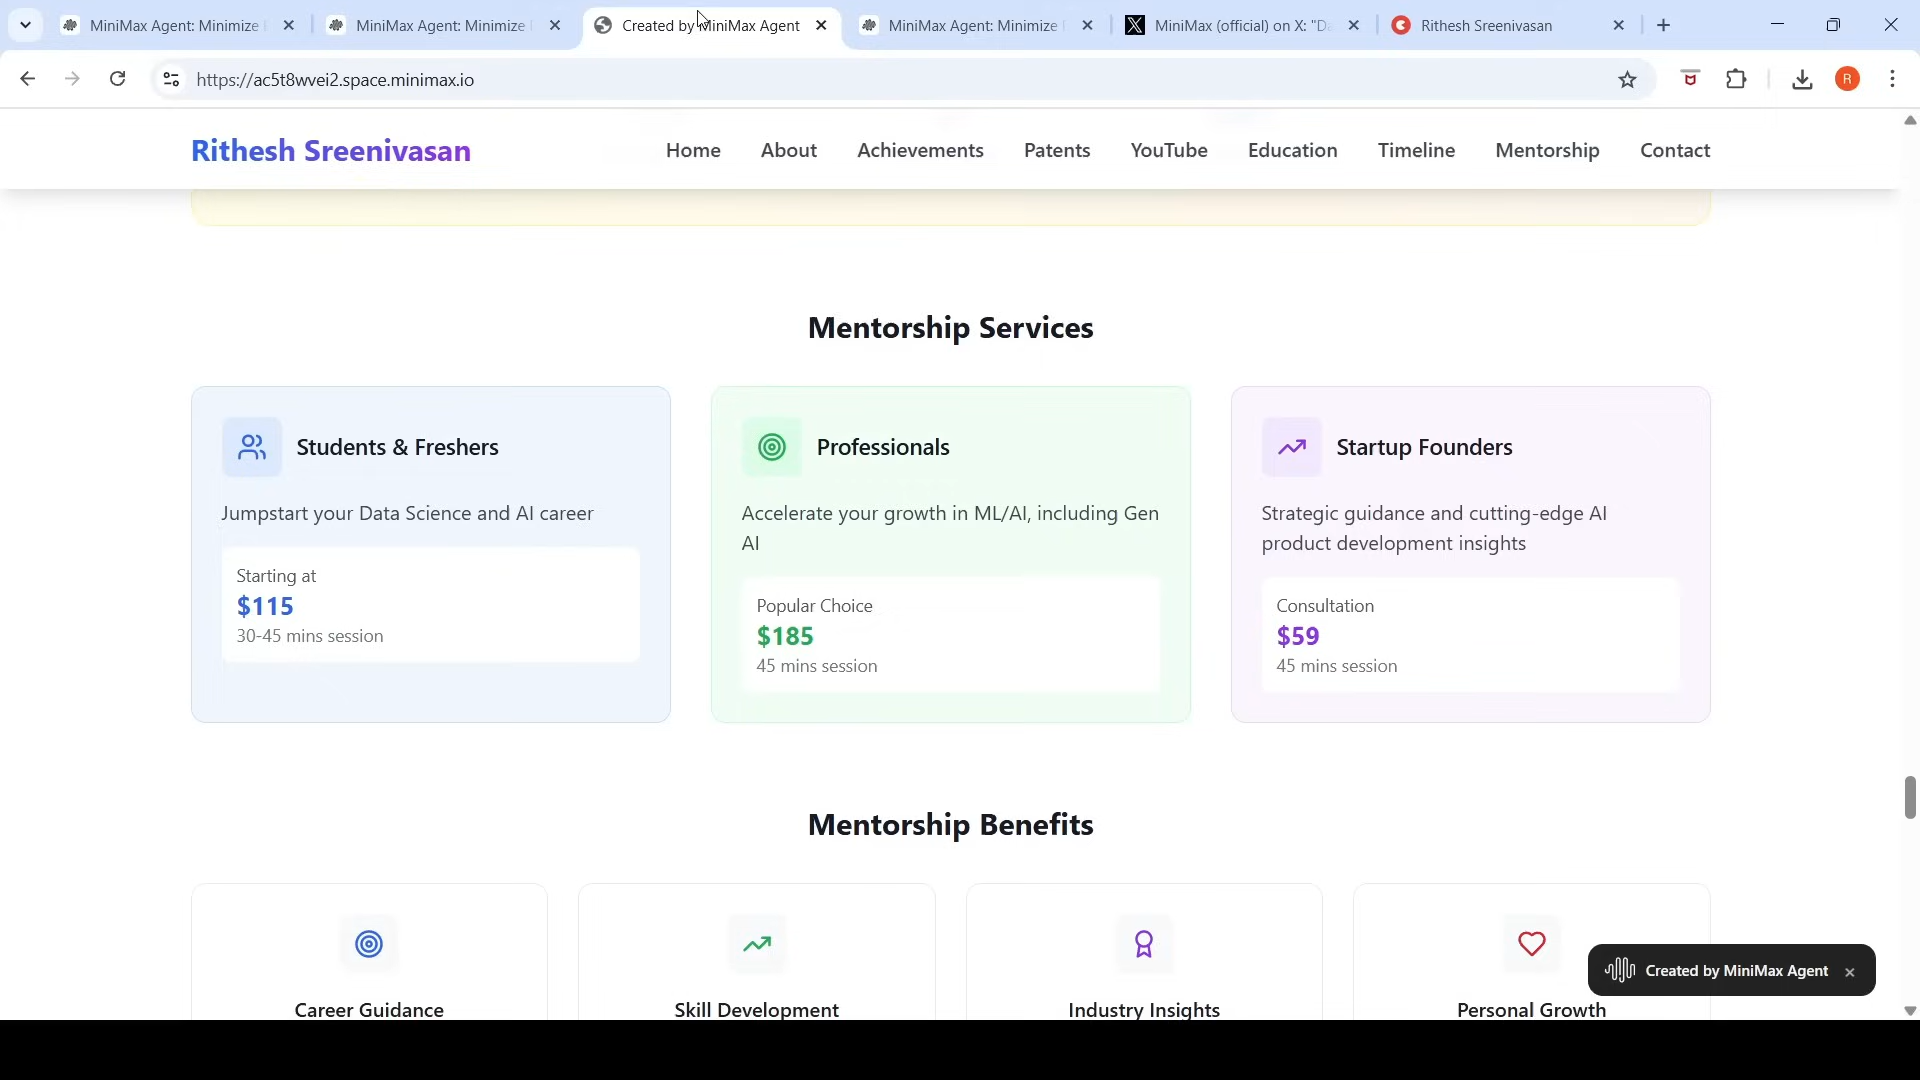 MiniMax Agent: Minimize
MiniMax Agent: Minimize
Created by MiniMax Agent
MiniMax Agent: Minimize
MiniMax (official) on X: "Da
Rithesh Sreenivasan
https://ac5t8wvei2.space.minimax.io
R
Rithesh Sreenivasan
Home
About
Achievements
Patents
YouTube
Education
Timeline
Mentorship
Contact
Mentorship Services
Students & Freshers
Jumpstart your Data Science and AI career
Starting at
$115
30-45 mins session
Professionals
Accelerate your growth in ML/AI, including Gen
AI
Popular Choice
$185
45 mins session
Startup Founders
Strategic guidance and cutting-edge AI
product development insights
Consultation
$59
45 mins session
Mentorship Benefits
Career Guidance
Skill Development
Industry Insights
Personal Growth
Created by MiniMax Agent